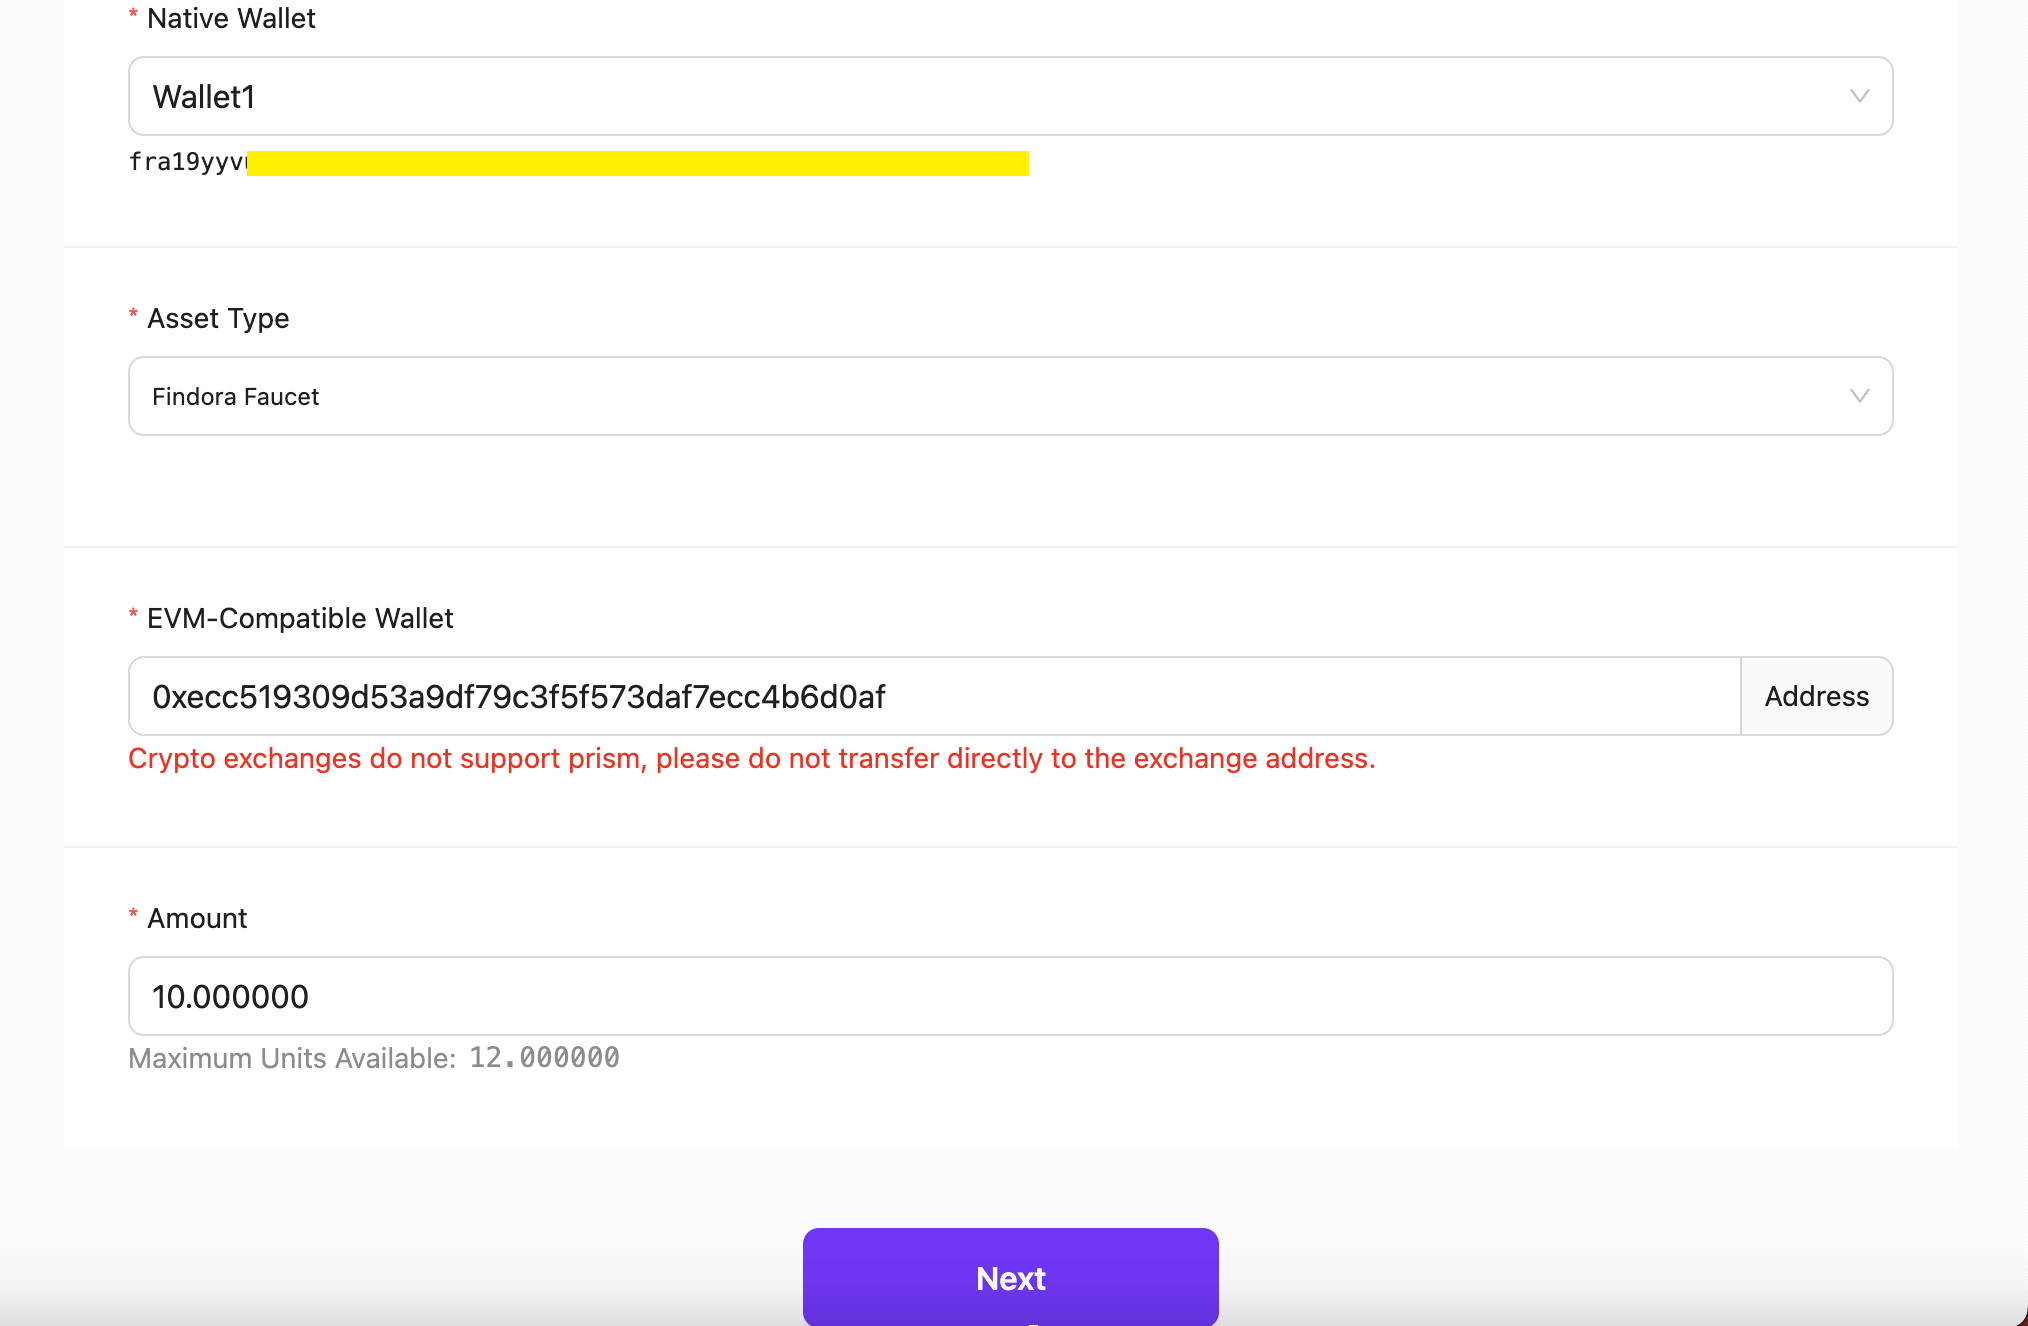 * Native Wallet
Wallet1
fra19yyv
* Asset Type
Findora Faucet
* EVM-Compatible Wallet
0xecc519309d53a9df79c3f5f573daf7ecc4b6d0af
Address
Crypto exchanges do not support prism, please do not transfer directly to the exchange address.
* Amount
10.000000
Maximum Units Available: 12.000000
Next